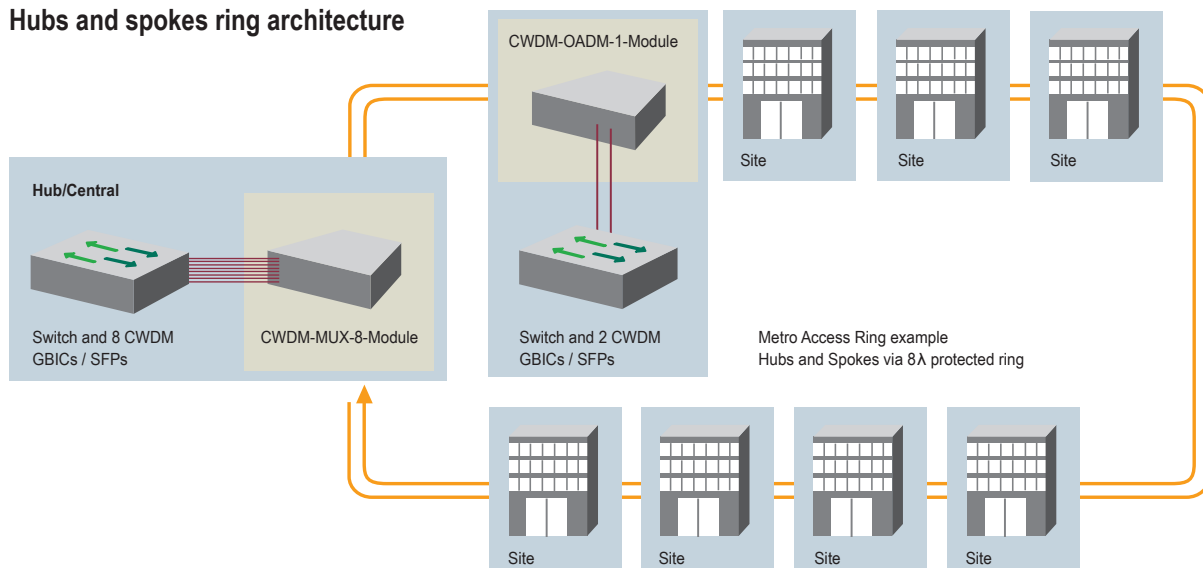 Hubs and spokes ring architecture
CWDM-OADM-1-Module
Site
Site
Site
Hub/Central
Switch and 8 CWDM
GBICs / SFPs
CWDM-MUX-8-Module
Switch and 2 CWDM
GBICs / SFPs
Metro Access Ring example
Hubs and Spokes via 8λ protected ring
Site
Site
Site
Site